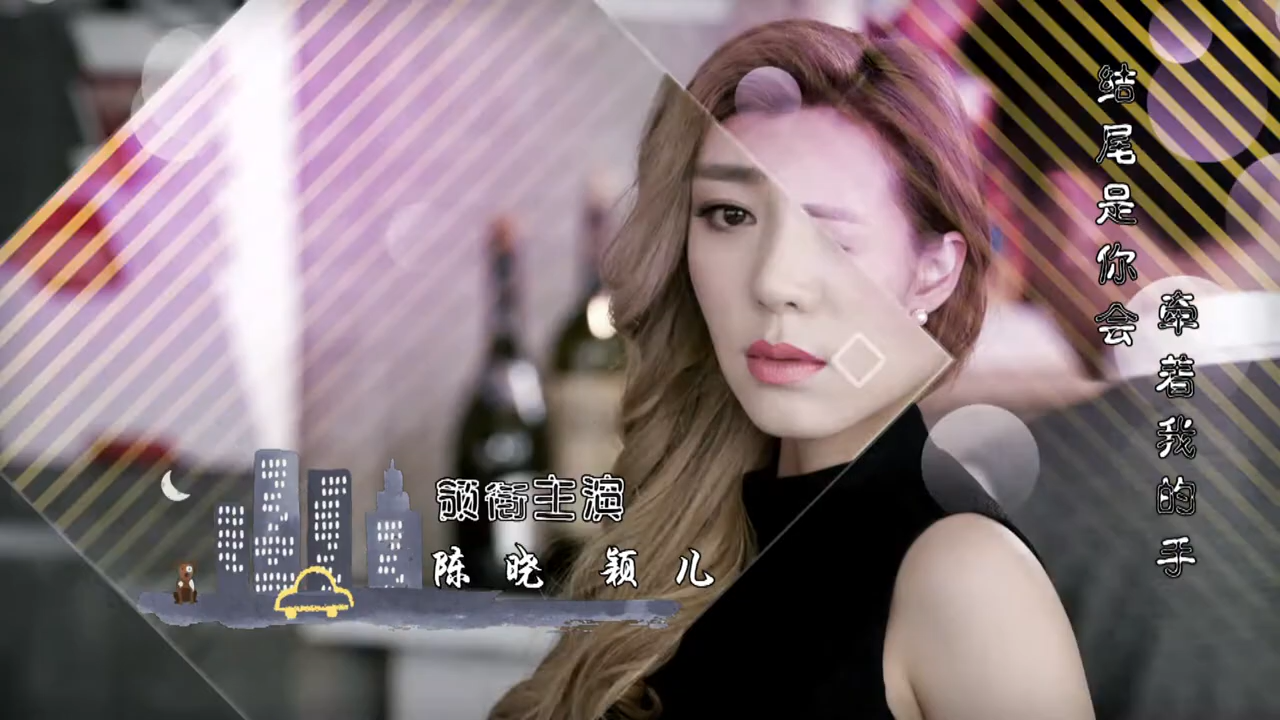 结尾是你会
牵着我的手
领衔主演
陈晓 颖儿